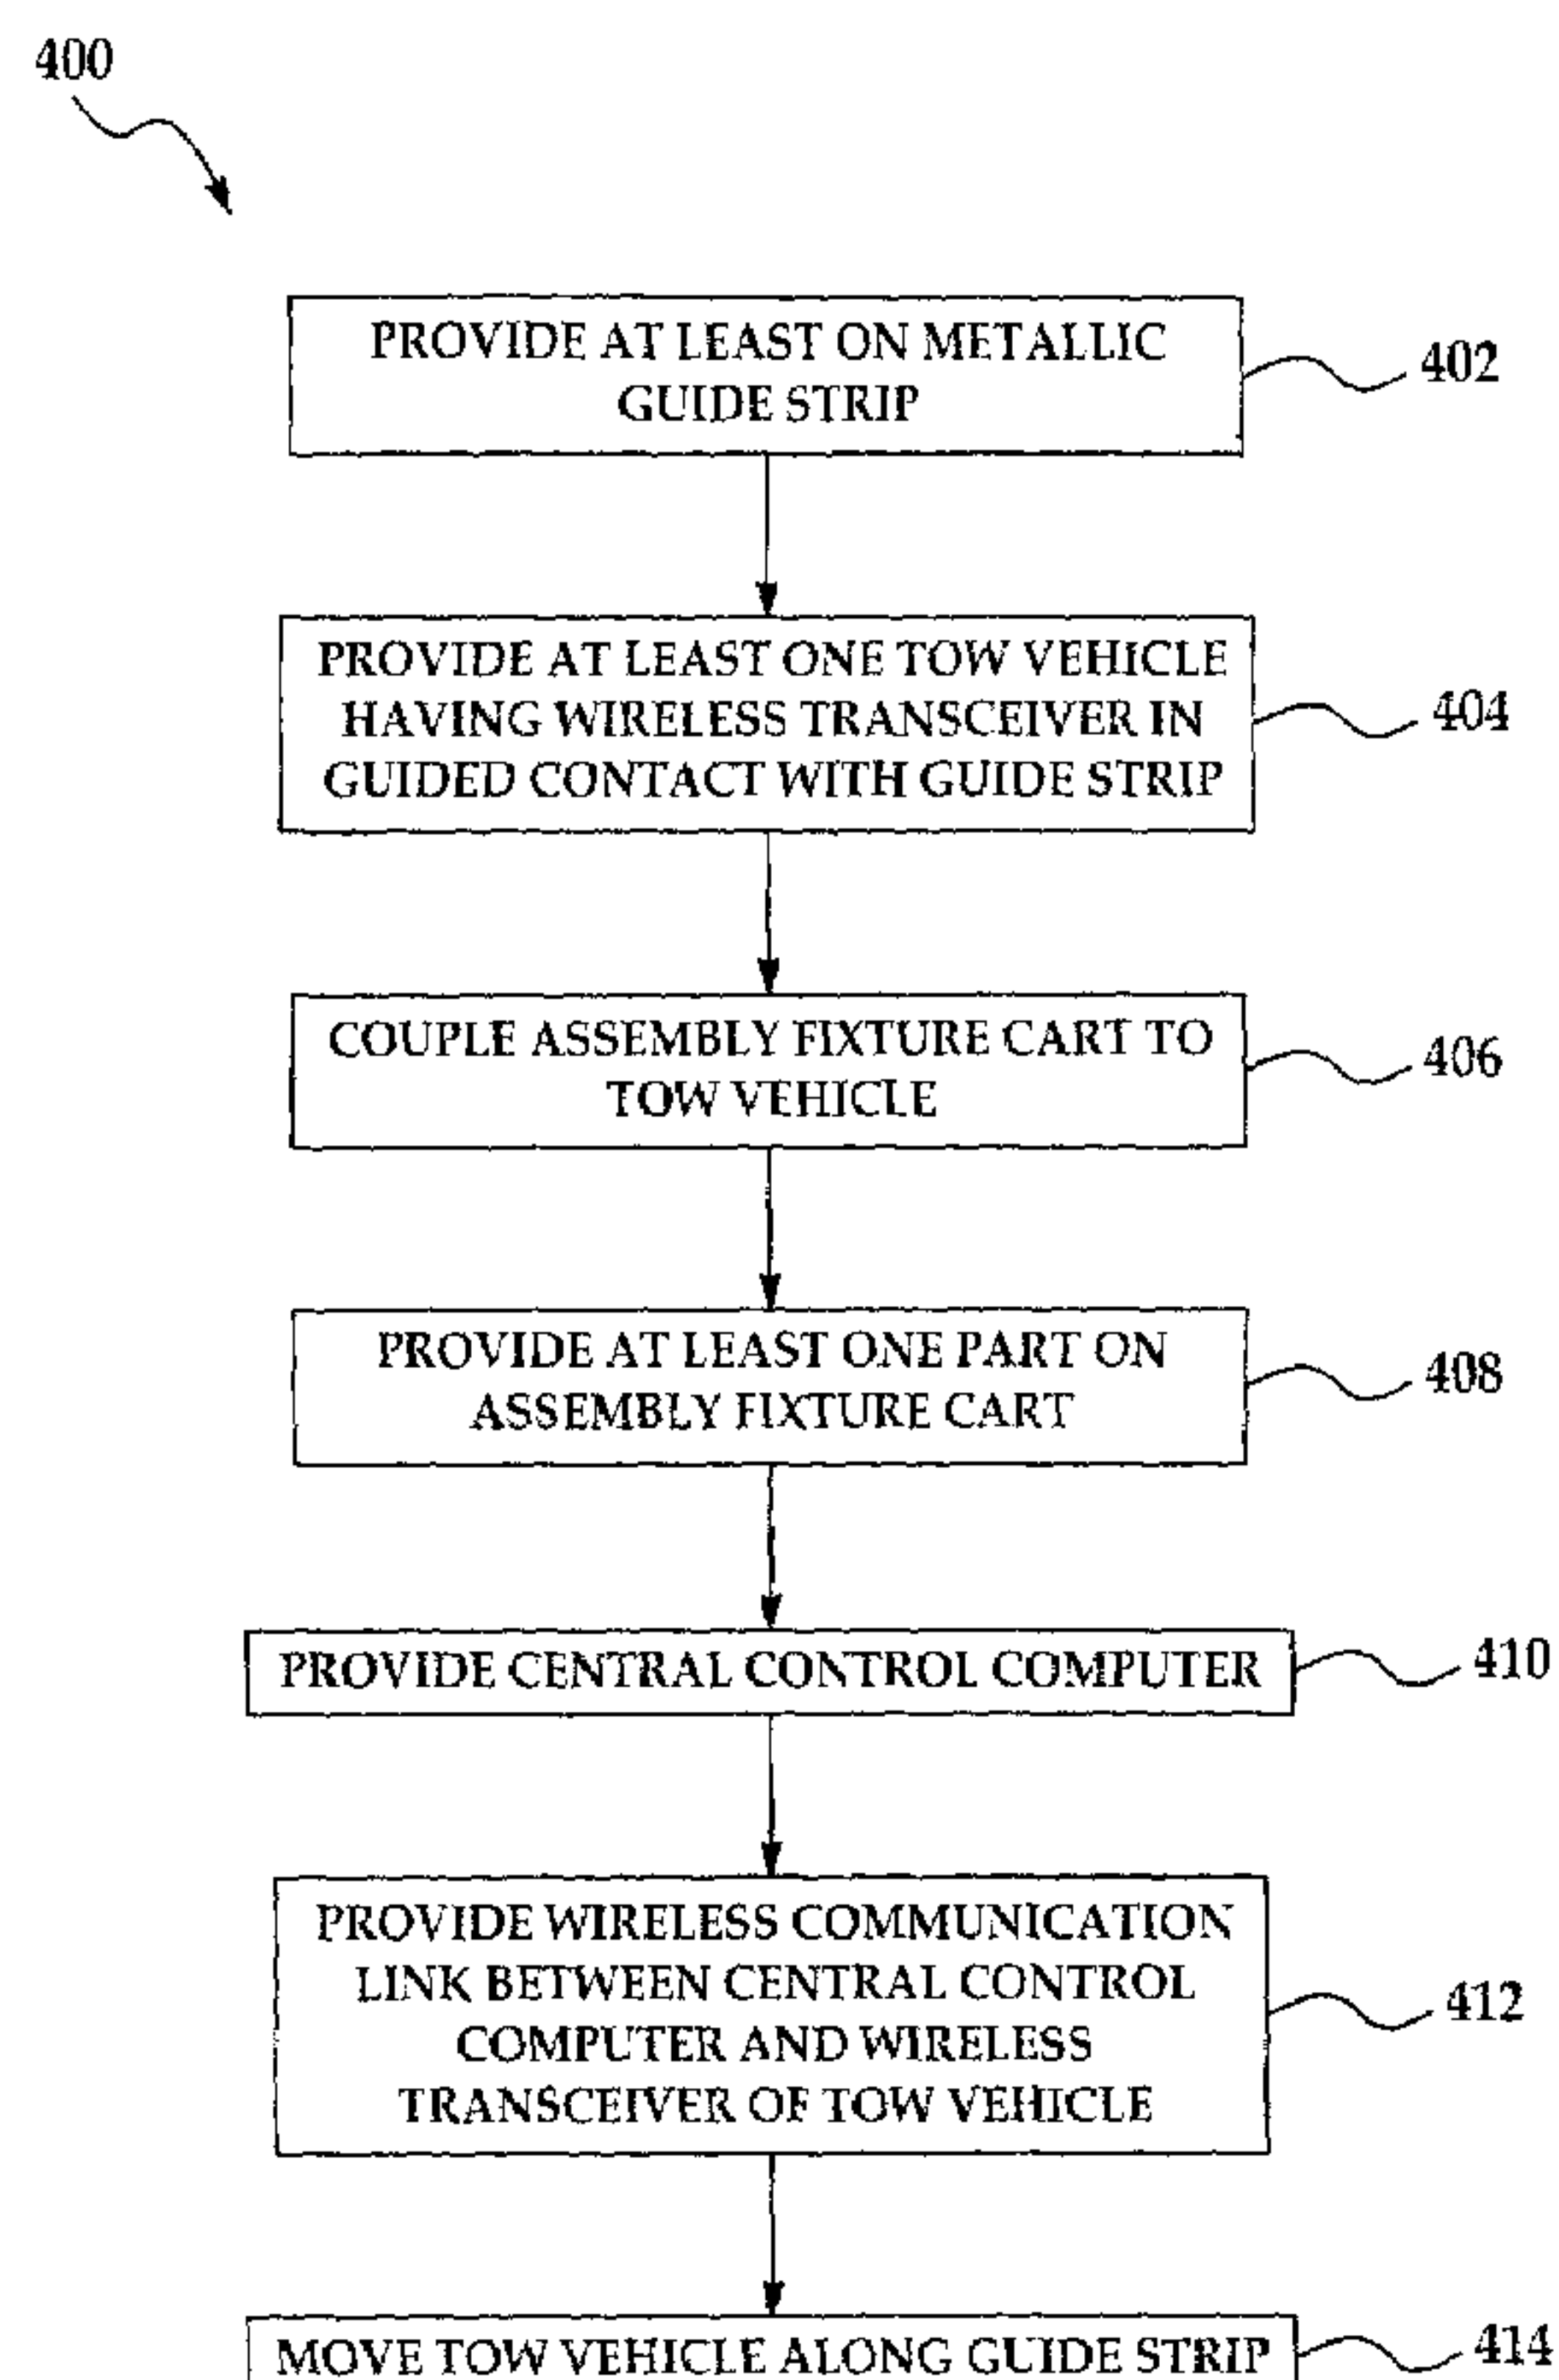 400
PROVIDE AT LEAST ON METALLIC
GUIDE STRIP
402
PROVIDE AT LEAST ONE TOW VEHICLE
HAVING WIRELESS TRANSCEIVER IN
GUIDED CONTACT WITH GUIDE STRIP
404
COUPLE ASSEMBLY FIXTURE CART TO
TOW VEHICLE
406
PROVIDE AT LEAST ONE PART ON
ASSEMBLY FIXTURE CART
408
PROVIDE CENTRAL CONTROL COMPUTER
410
PROVIDE WIRELESS COMMUNICATION
LINK BETWEEN CENTRAL CONTROL
COMPUTER AND WIRELESS
TRANSCEIVER OF TOW VEHICLE
412
MOVE TOW VEHICLE ALONG GUIDE STRIP
414